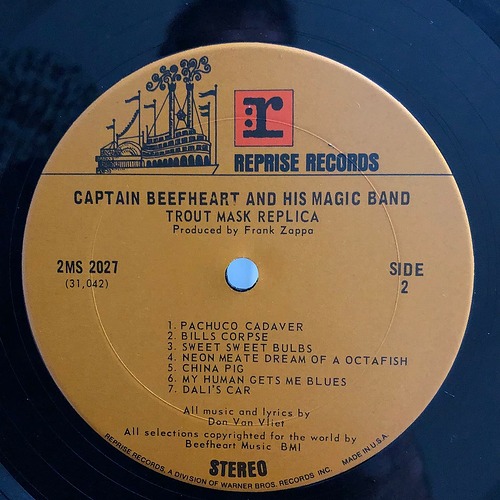 r
REPRISE RECORDS
CAPTAIN BEEFHEART AND HIS MAGIC BAND
TROUT MASK REPLICA
Produced by Frank Zappa
2MS 2027
(31,042)
SIDE
2
1. PACHUCO CADAVER
2. BILLS CORPSE
3. SWEET SWEET BULBS
4. NEON MEATE DREAM OF A OCTAFISH
5. CHINA PIG
6. MY HUMAN GETS ME BLUES
7. DALI'S CAR
All music and lyrics by
Don Van Vliet
All selections copyrighted for the world by
Beefheart Music BMI
STEREO
REPRISE RECORDS, A DIVISION OF WARNER BROS. RECORDS INC. MADE IN U.S.A.